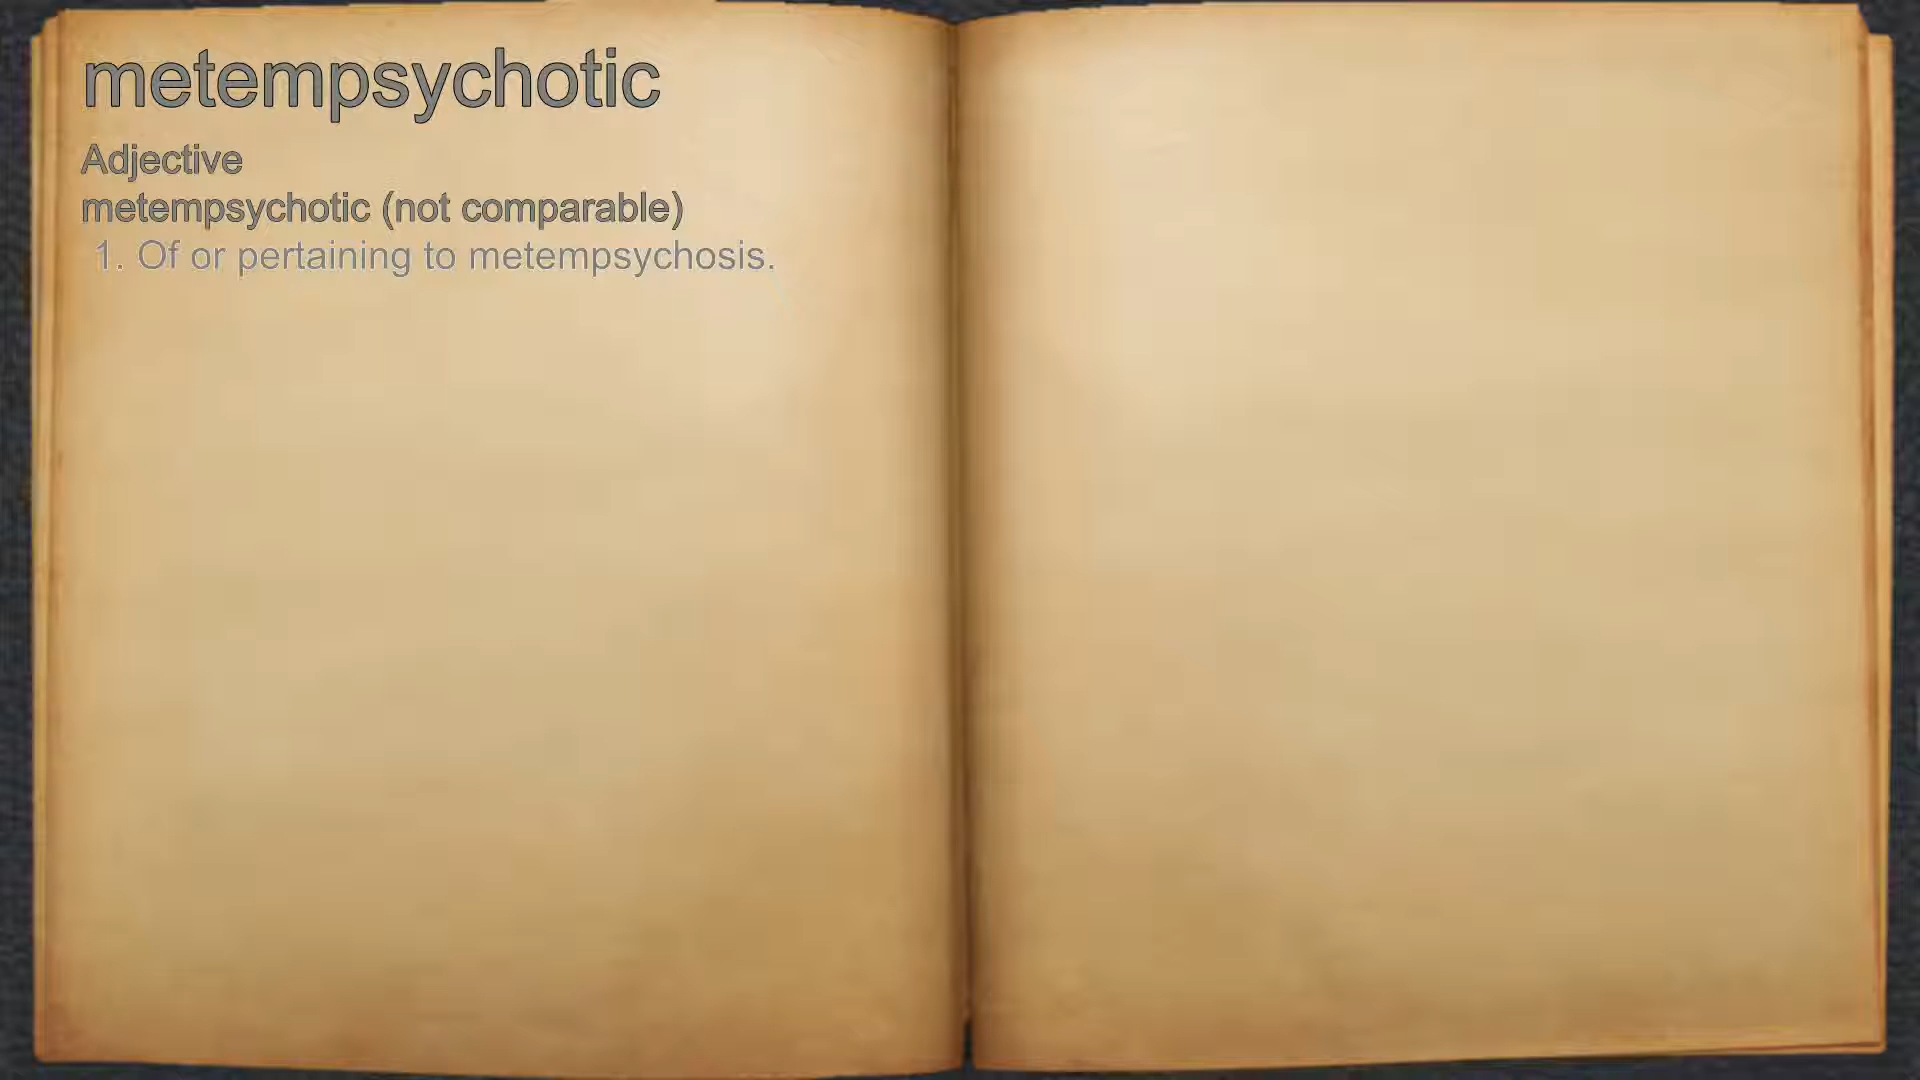 metempsychotic
Adjective
metempsychotic (not comparable)
1. Of or pertaining to metempsychosis.